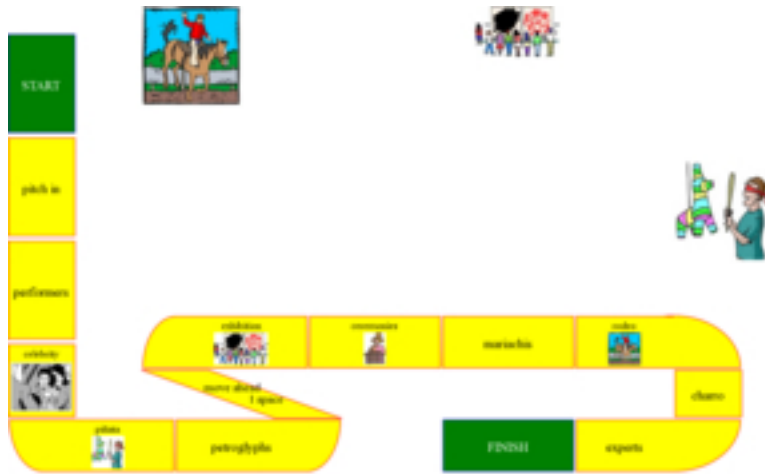 START
pitch in
performers
celebrity
piñata
petroglyphs
move ahead
1 space
exhibition
ceremonies
mariachis
rodeo
charro
experts
FINISH